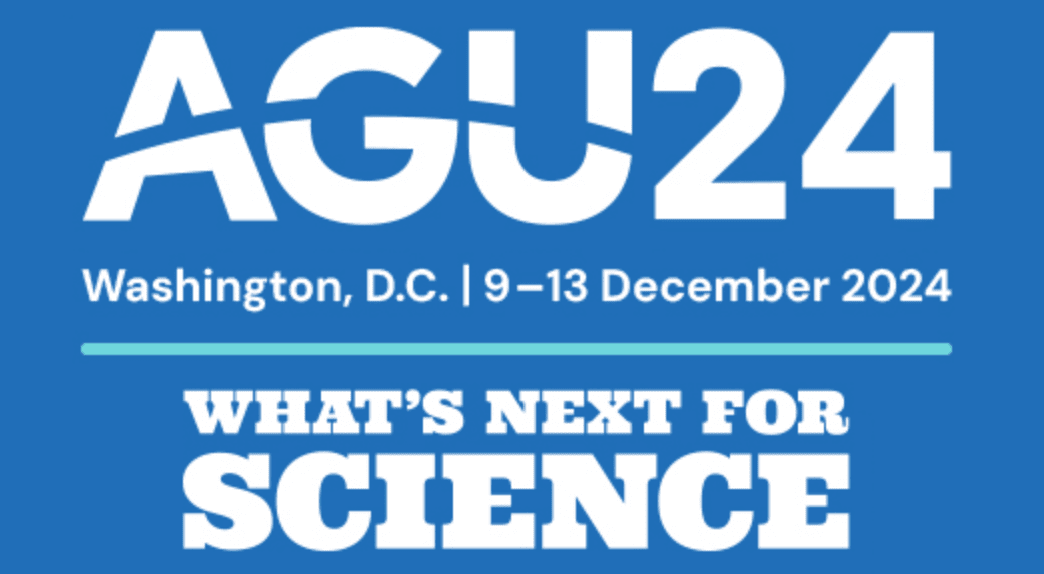 AGU24
Washington, D.C. | 9–13 December 2024
WHAT’S NEXT FOR
SCIENCE